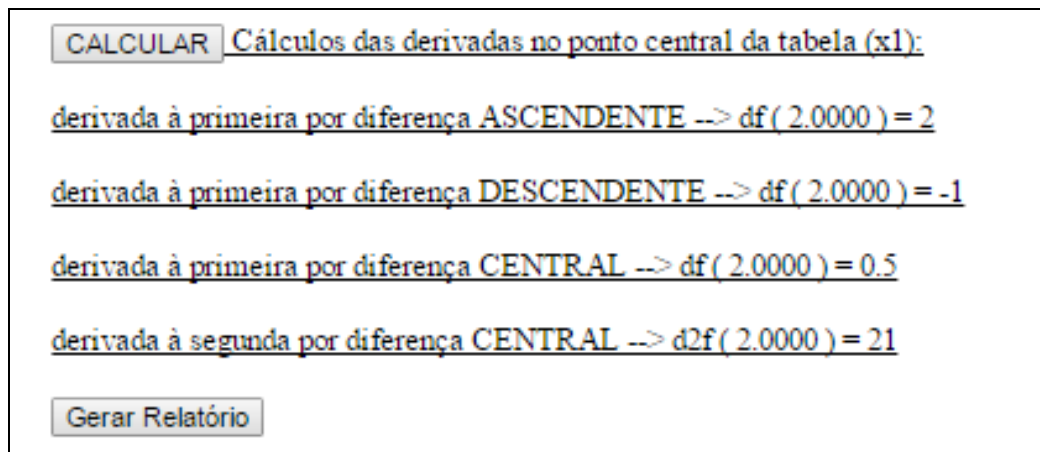 CALCULAR Cálculos das derivadas no ponto central da tabela (x1):
derivada à primeira por diferença ASCENDENTE --> df ( 2.0000 ) = 2
derivada à primeira por diferença DESCENDENTE --> df ( 2.0000 ) = -1
derivada à primeira por diferença CENTRAL --> df ( 2.0000 ) = 0.5
derivada à segunda por diferença CENTRAL --> d2f ( 2.0000 ) = 21
Gerar Relatório